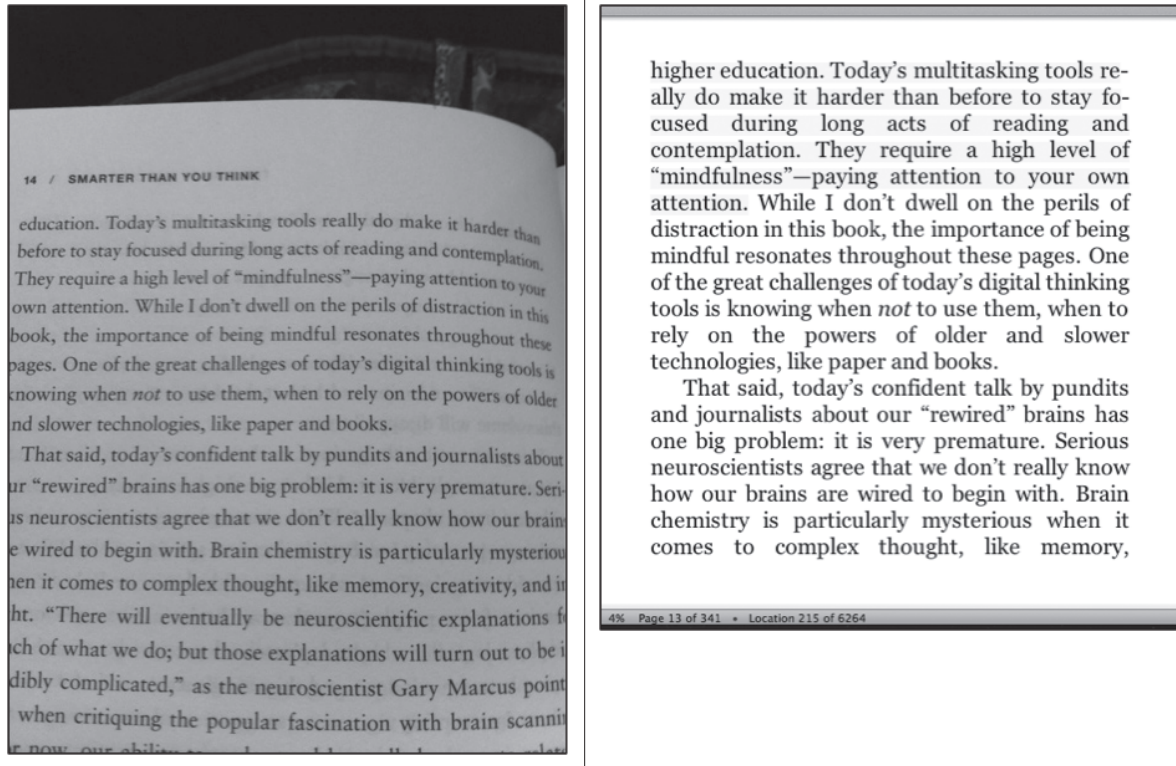 14 / SMARTER THAN YOU THINK
education. Today's multitasking tools really do make it harder than
before to stay focused during long acts of reading and contemplation.
They require a high level of “mindfulness”—paying attention to your
own attention. While I don't dwell on the perils of distraction in this
book, the importance of being mindful resonates throughout these
pages. One of the great challenges of today's digital thinking tools is
knowing when not to use them, when to rely on the powers of older
nd slower technologies, like paper and books.
That said, today's confident talk by pundits and journalists about
ur “rewired” brains has one big problem: it is very premature. Seri-
us neuroscientists agree that we don't really know how our brain
e wired to begin with. Brain chemistry is particularly mysteriou
hen it comes to complex thought, like memory, creativity, and in
ht. “There will eventually be neuroscientific explanations f
ch of what we do; but those explanations will turn out to be i
dibly complicated,” as the neuroscientist Gary Marcus point
when critiquing the popular fascination with brain scannin
now, our
higher education. Today's multitasking tools re-
ally do make it harder than before to stay fo-
cused during long acts of reading and
contemplation. They require a high level of
“mindfulness”—paying attention to your own
attention. While I don't dwell on the perils of
distraction in this book, the importance of being
mindful resonates throughout these pages. One
of the great challenges of today's digital thinking
tools is knowing when not to use them, when to
rely on the powers of older and slower
technologies, like paper and books.
That said, today's confident talk by pundits
and journalists about our “rewired” brains has
one big problem: it is very premature. Serious
neuroscientists agree that we don't really know
how our brains are wired to begin with. Brain
chemistry is particularly mysterious when it
comes to complex thought, like memory,
4% Page 13 of 341 • Location 215 of 6264